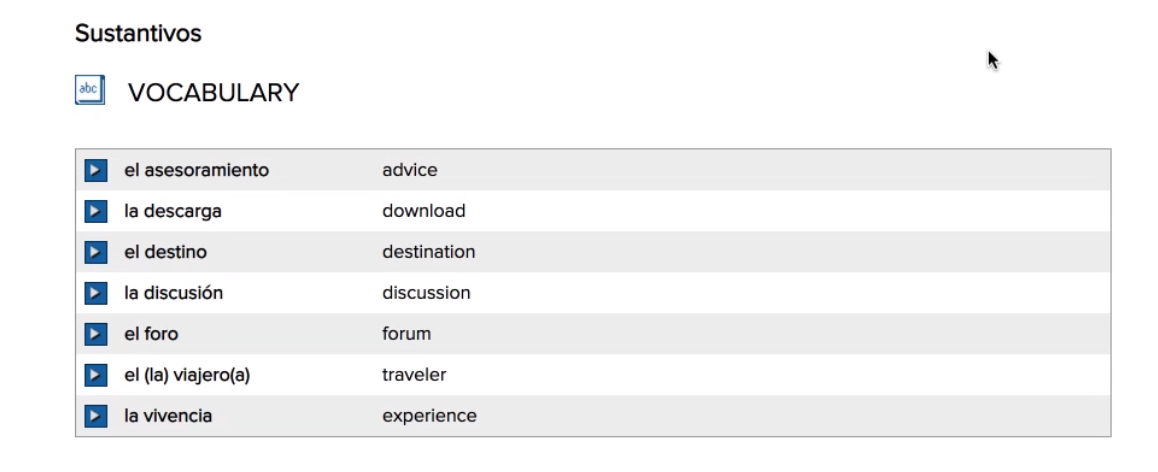 Sustantivos
abc VOCABULARY
el asesoramiento advice
la descarga download
el destino destination
la discusión discussion
el foro forum
el (la) viajero(a) traveler
la vivencia experience